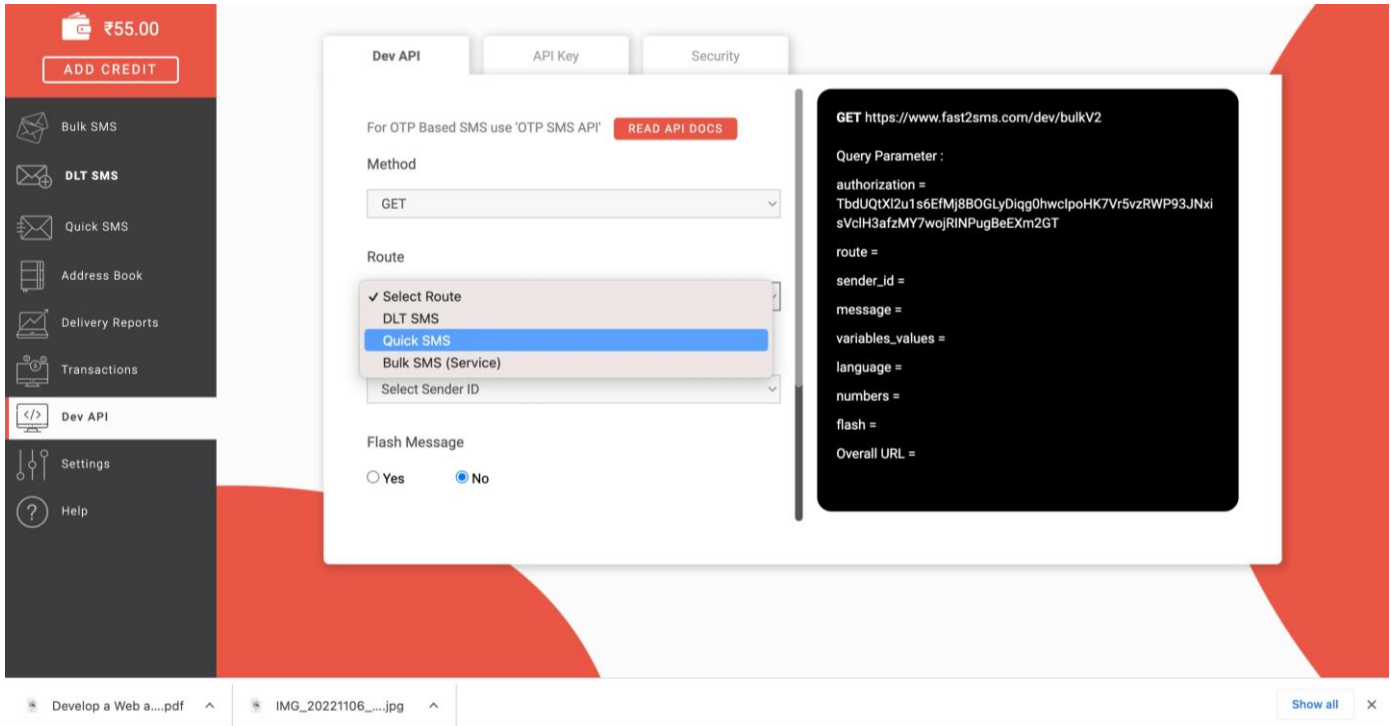 ₹55.00
ADD CREDIT
Bulk SMS
DLT SMS
Quick SMS
Address Book
Delivery Reports
Transactions
Dev API
Settings
Help
Dev API
API Key
Security
For OTP Based SMS use 'OTP SMS API'
READ API DOCS
Method
GET
Route
✓ Select Route
DLT SMS
Quick SMS
Bulk SMS (Service)
Select Sender ID
Flash Message
Yes
No
GET https://www.fast2sms.com/dev/bulkV2
Query Parameter :
authorization =
route =
sender_id =
message =
variables_values =
language =
numbers =
flash =
Overall URL =
Develop a Web a....pdf
IMG_20221106_....jpg
Show all